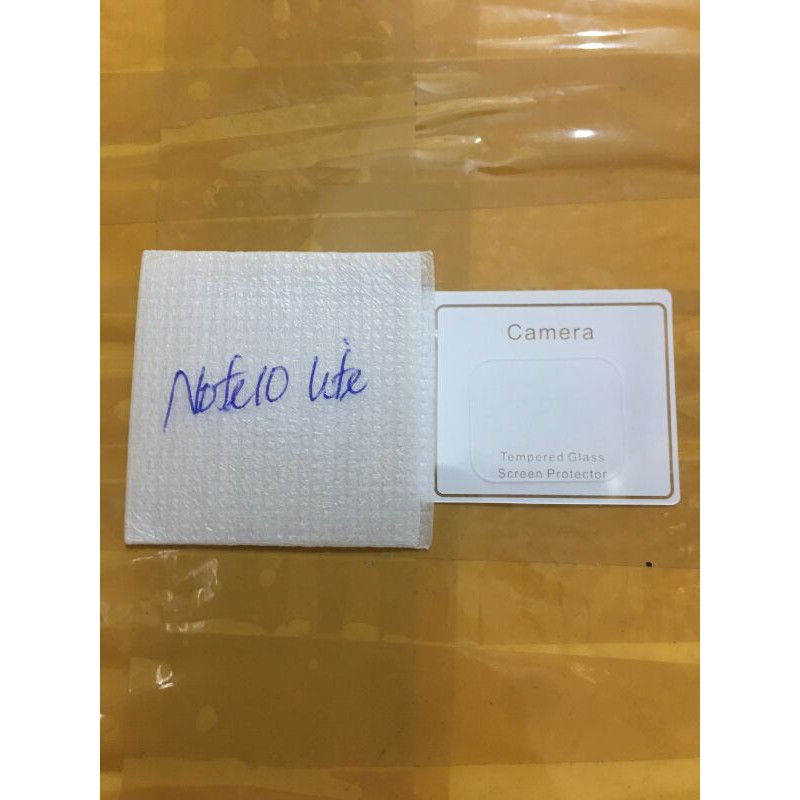 Note10 Lite
Camera
Tempered Glass
Screen Protector